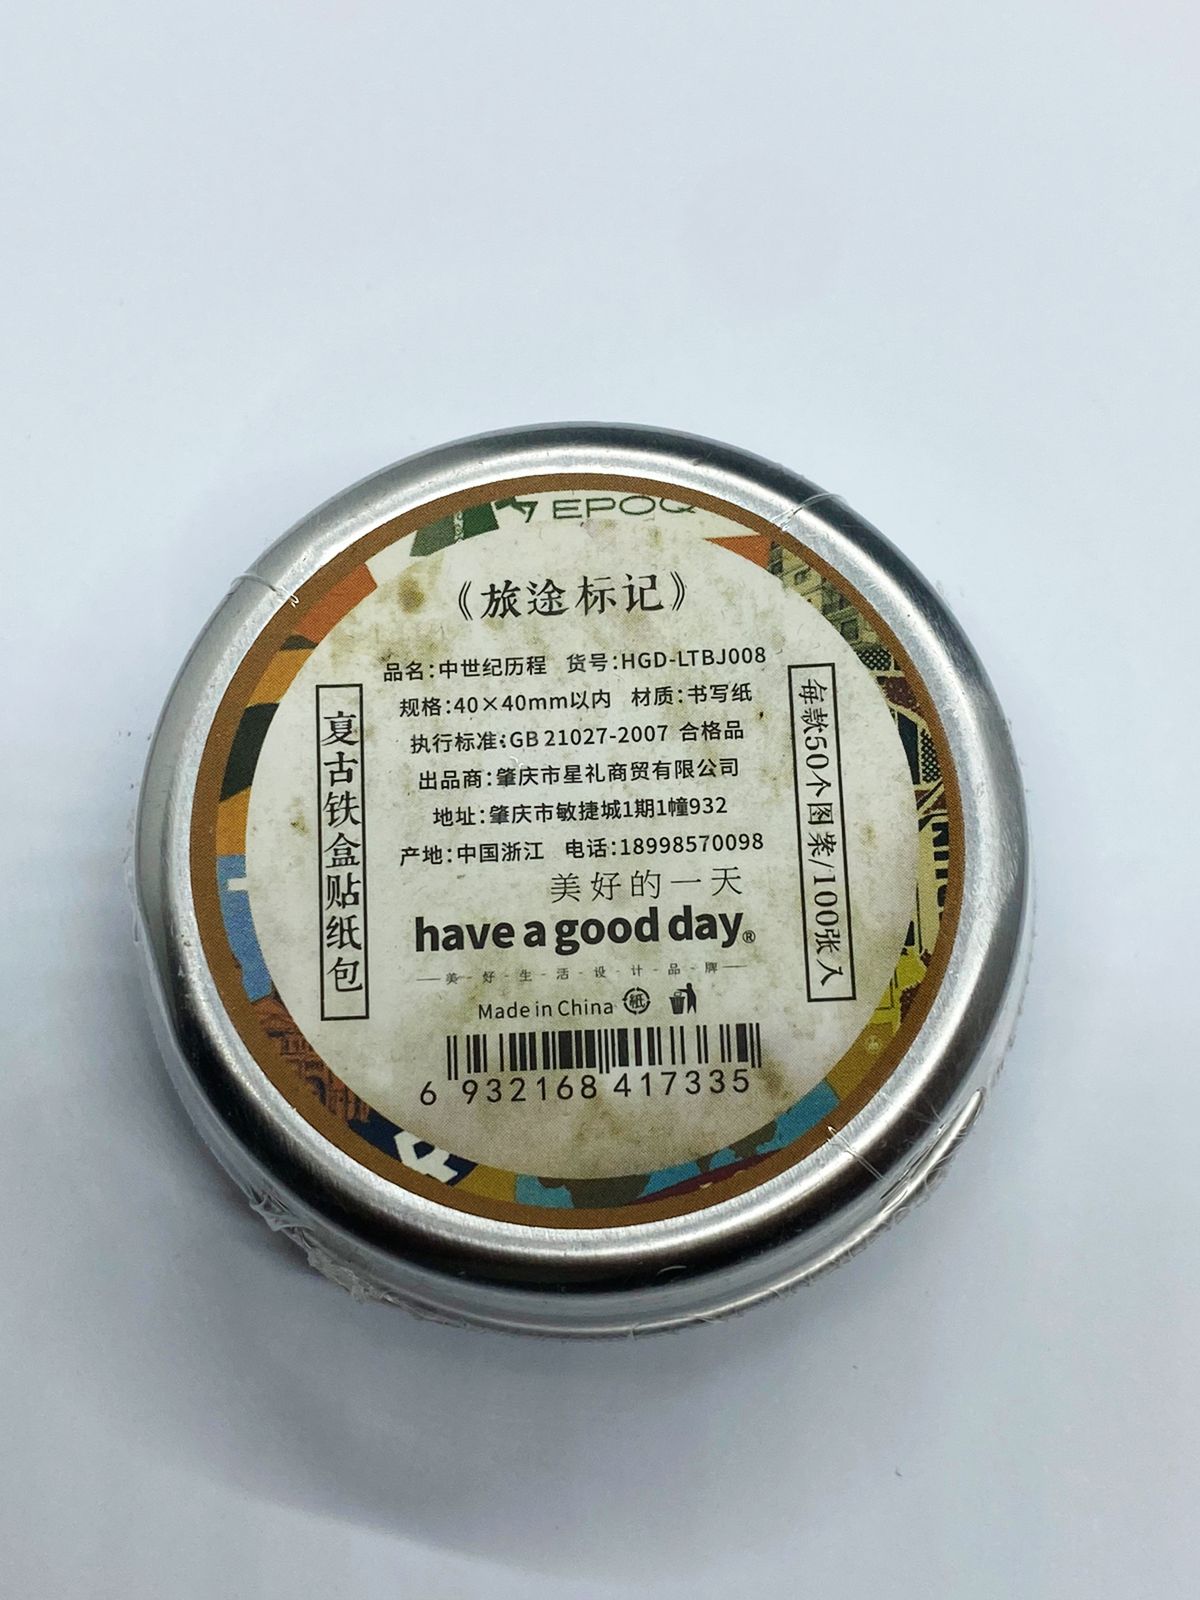 EPOQ
《旅途标记》
品名:中世纪历程 货号:HGD-LTBJ008
规格:40×40mm以内 材质:书写纸
执行标准:GB 21027-2007 合格品
出品商:肇庆市星礼商贸有限公司
地址:肇庆市敏捷城1期1幢932
产地:中国浙江 电话:18998570098
美好的一天
have a good day®
美-好-生-活-设-计-品-牌
Made in China 紙
6 932168 417335
复古铁盒贴纸包
每款50个图案/100张入